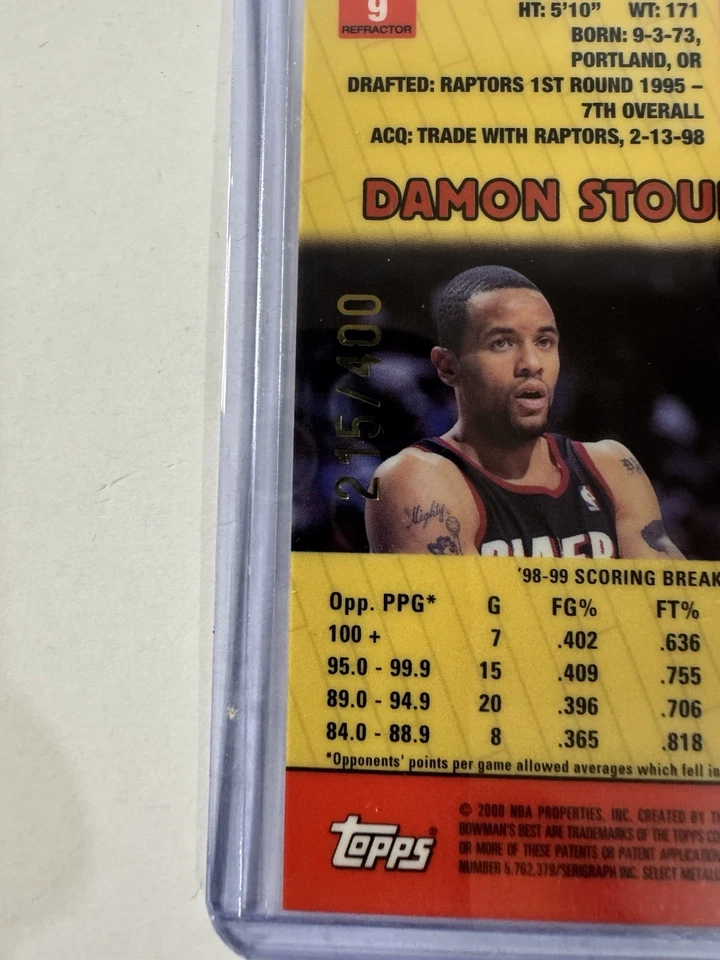 9
REFRACTOR
HT: 5'10" WT: 171
BORN: 9-3-73,
PORTLAND, OR
DRAFTED: RAPTORS 1ST ROUND 1995 –
7TH OVERALL
ACQ: TRADE WITH RAPTORS, 2-13-98
DAMON STOU
215/400
Mighty
'98-99 SCORING BREAK
Opp. PPG* G FG% FT%
100 + 7 .402 .636
95.0 - 99.9 15 .409 .755
89.0 - 94.9 20 .396 .706
84.0 - 88.9 8 .365 .818
*Opponents' points per game allowed averages which fell in
Topps
© 2000 NBA PROPERTIES, INC. CREATED BY
BOWMAN'S BEST ARE TRADEMARKS OF THE TOPPS CO
OR MORE OF THESE PATENTS OR PATENT APPLICATION
NUMBER 5,762,379/SERIGRAPH INC. SELECT METAL